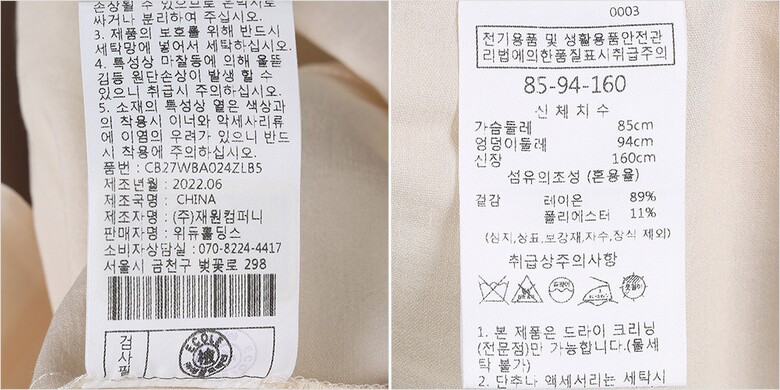 손상될 수 있으므로 은박지로
싸거나 분리하여 주십시오.
3. 제품의 보호를 위해 반드시
세탁망에 넣어서 세탁하십시오.
4. 특성상 마찰등에 의해 올뜯
김등 원단손상이 발생 할 수
있으니 취급시 주의하십시오.
5. 소재의 특성상 옅은 색상과
의 착용시 이너와 악세사리류
에 이염의 우려가 있으니 반드
시 착용에 주의하십시오.
품번 : CB27WBA024ZLB5
제조년월 : 2022.06
제조국명 : CHINA
제조자명 : (주)재원컴퍼니
판매자명 : 위듀홀딩스
소비자상담실 : 070-8224-4417
서울시 금천구 벚꽃로 298
검사필
ECOLE
檢
0003
전기용품 및 생활용품안전관
리법에의한품질표시취급주의
85-94-160
신체치수
가슴둘레 85cm
엉덩이둘레 94cm
신장 160cm
섬유의조성 (혼용율)
겉감 레이온 89%
폴리에스터 11%
(심지,상표,보강재,자수,장식 제외)
취급상주의사항
드라이
옷걸이
1. 본 제품은 드라이 크리닝
(전문점)만 가능합니다.(물세
탁 불가)
2. 단추나 액세서리는 세탁시